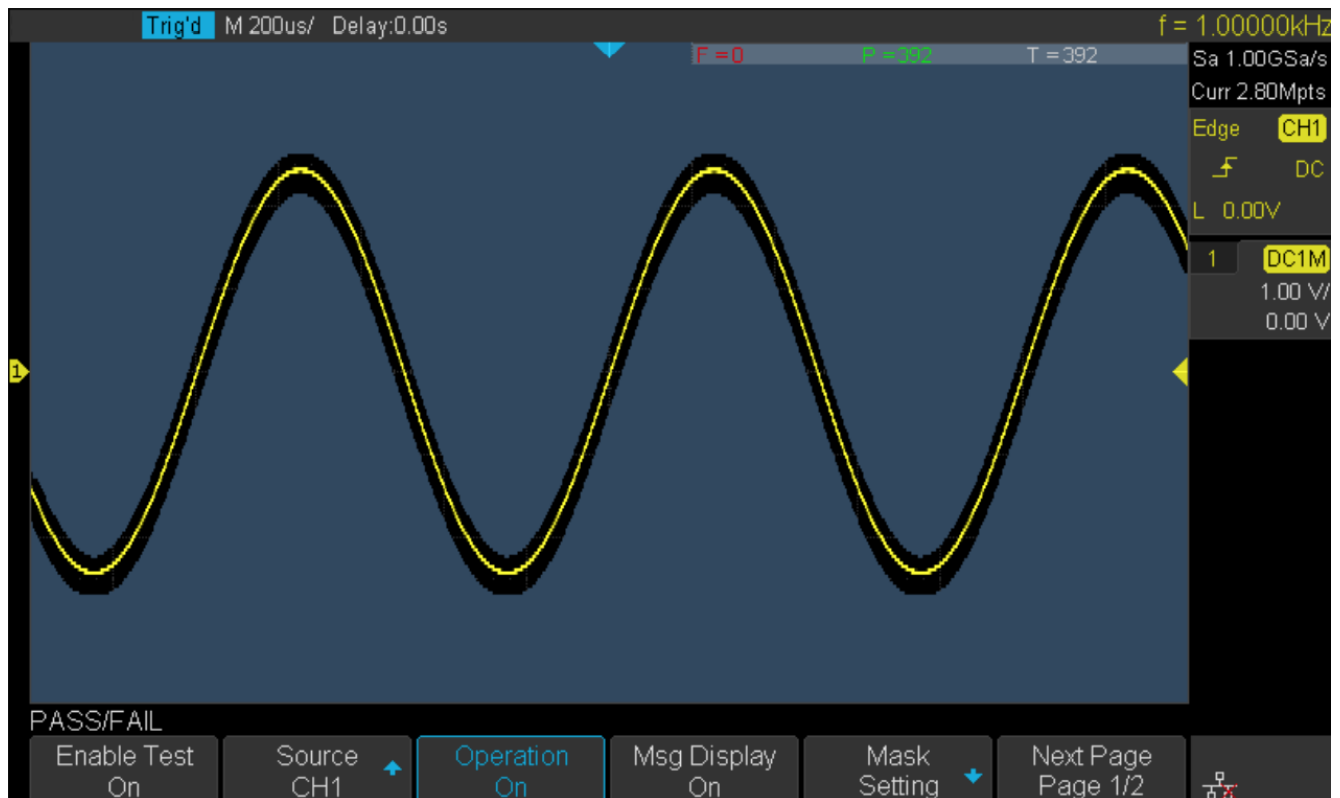 Trig'd M 200us/ Delay:0.00s f = 1.00000kHz
F =0 P =392 T =392
Sa 1.00GSa/s
Curr 2.80Mpts
Edge CH1
DC
L 0.00V
1 DC1M
1.00 V/
0.00 V
1
PASS/FAIL
Enable Test Source Operation Msg Display Mask Next Page
On CH1 On On Setting Page 1/2